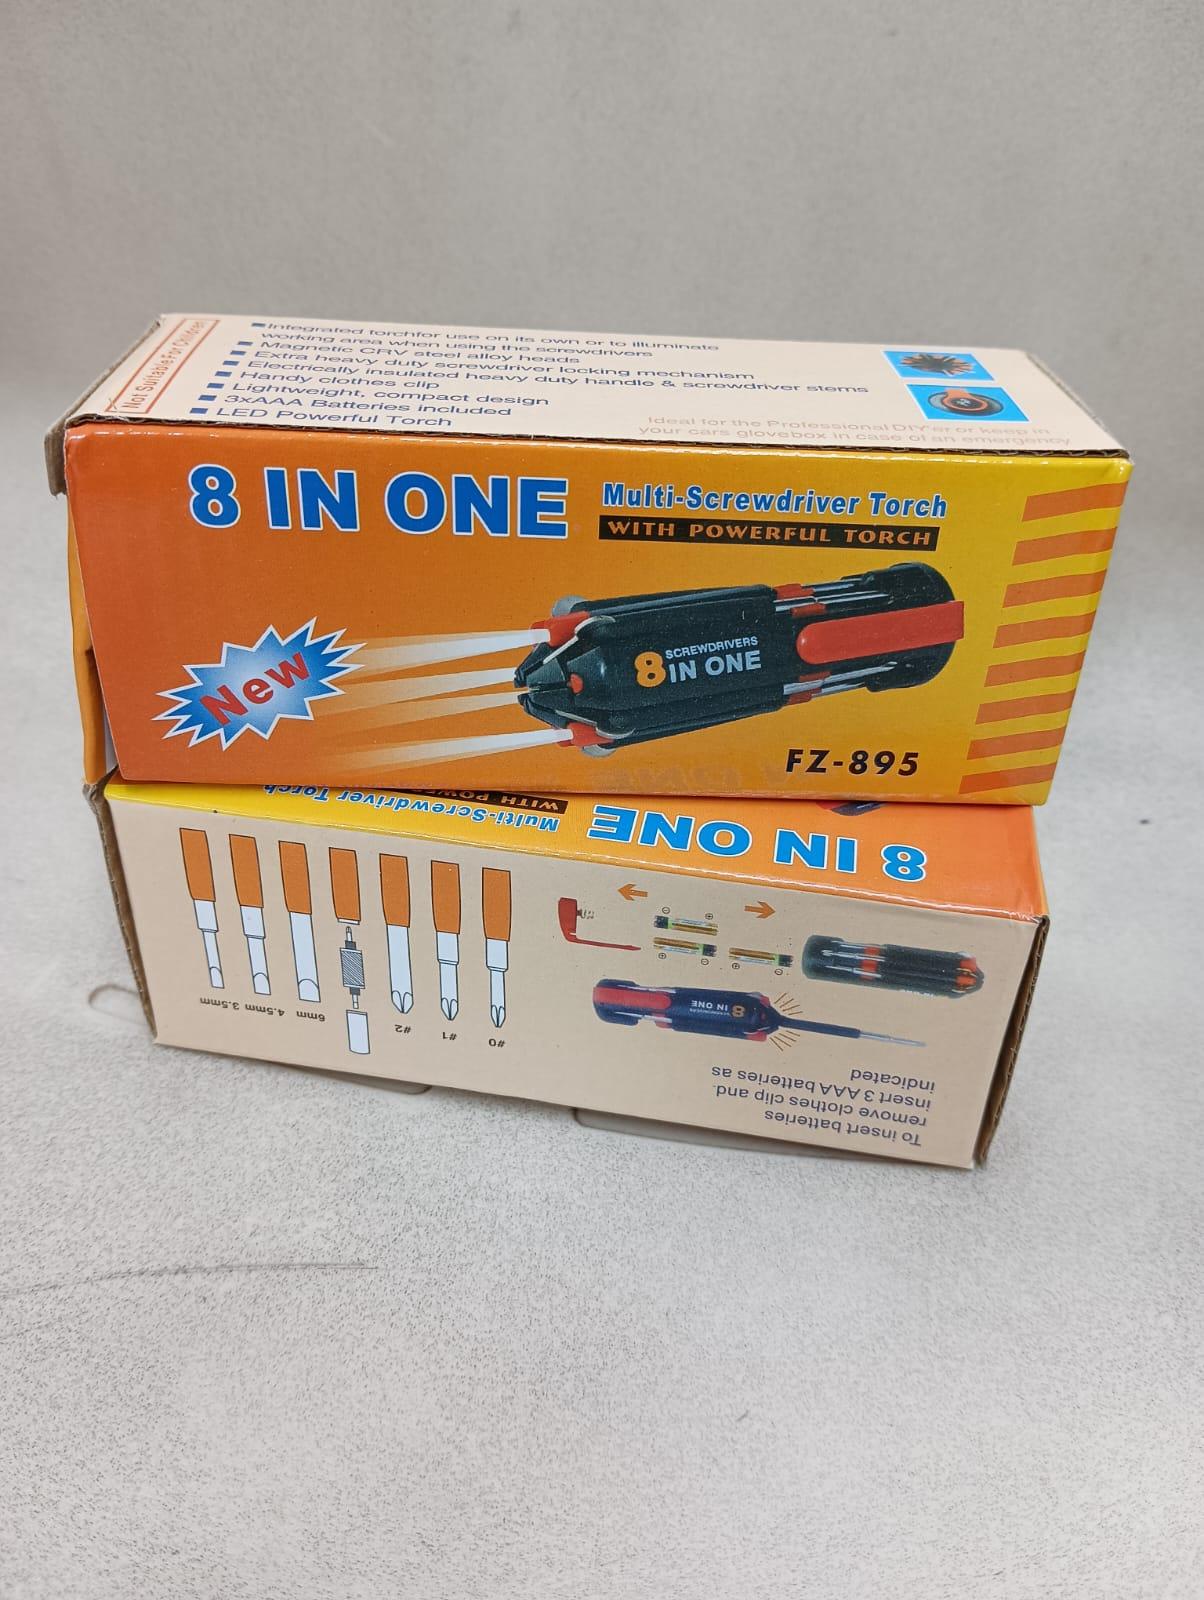 Not Suitable For Children
Integrated torchfor use on its own or to illuminate
working area when using the screwdrivers
Magnetic CRV steel alloy heads
Extra heavy duty screwdriver locking mechanism
Electrically insulated heavy duty handle & screwdriver stems
Handy clothes clip
Lightweight, compact design
3xAAA Batteries included
LED Powerful Torch
Ideal for the Professional DIY'er or keep in
your cars glovebox in case of an emergency
8 IN ONE
Multi-Screwdriver Torch
WITH POWERFUL TORCH
New
8 SCREWDRIVERS
IN ONE
FZ-895
8 IN ONE
Multi-Screwdriver Torch
WITH
To insert batteries
remove clothes clip and
insert 3 AAA batteries as
indicated
8 SCREWDRIVERS
IN ONE
#0
#1
#2
6mm
4.5mm
3.5mm